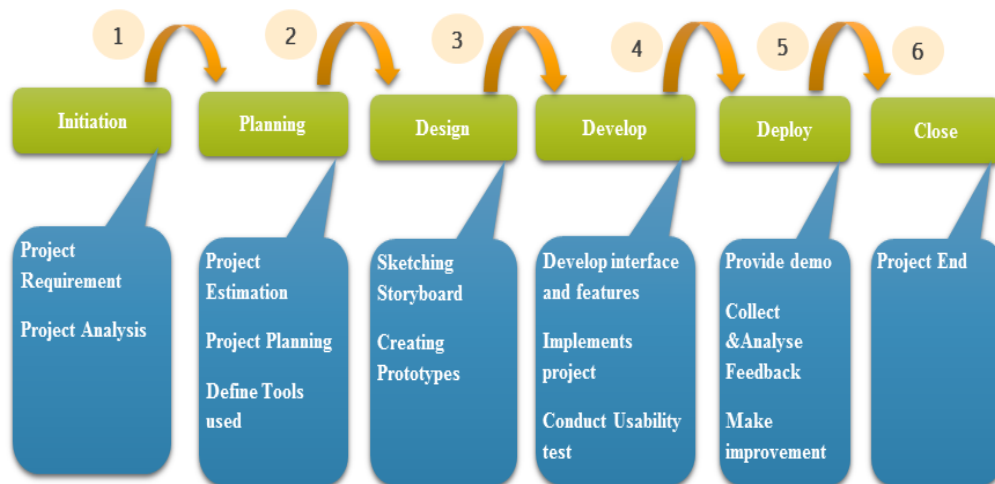 1
2
3
4
5
6
Initiation
Planning
Design
Develop
Deploy
Close
Project
Requirement
Project Analysis
Project
Estimation
Project Planning
Define Tools
used
Sketching
Storyboard
Creating
Prototypes
Develop interface
and features
Implements
project
Conduct Usability
test
Provide demo
Collect
&Analyse
Feedback
Make
improvement
Project End